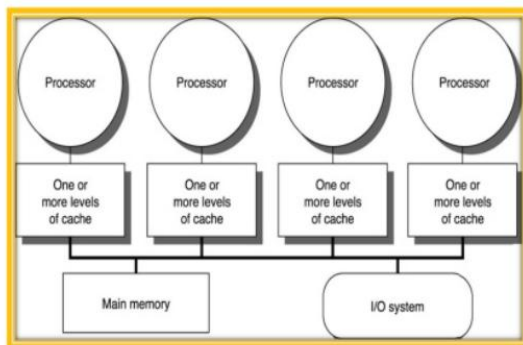 Processor
Processor
Processor
Processor
One or
more levels
of cache
One or
more levels
of cache
One or
more levels
of cache
One or
more levels
of cache
Main memory
I/O system